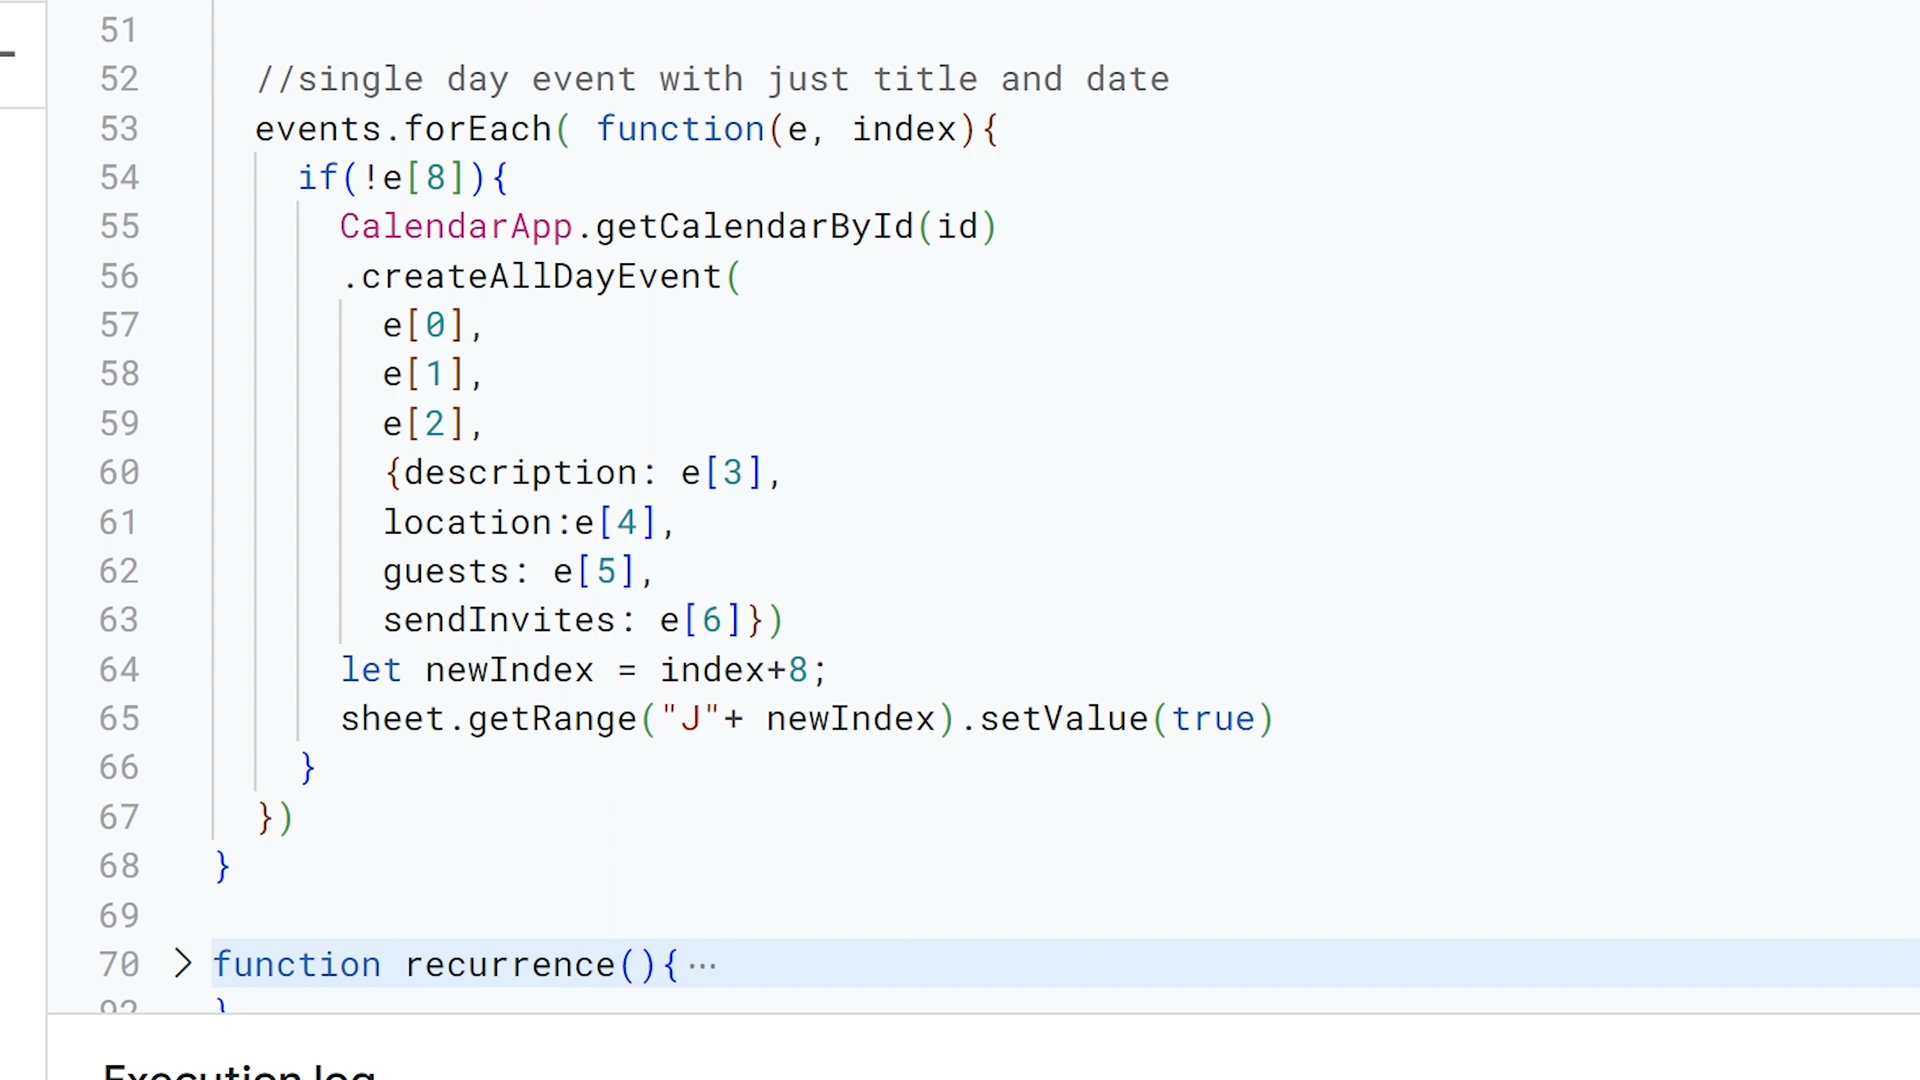 51
52 //single day event with just title and date
53 events.forEach( function(e, index){
54 if(!e[8]){
55 CalendarApp.getCalendarById(id)
56 .createAllDayEvent(
57 e[0],
58 e[1],
59 e[2],
60 {description: e[3],
61 location:e[4],
62 guests: e[5],
63 sendInvites: e[6]})
64 let newIndex = index+8;
65 sheet.getRange("J"+ newIndex).setValue(true)
66 }
67 })
68 }
69
70 function recurrence(){ ···
92 }
Execution log